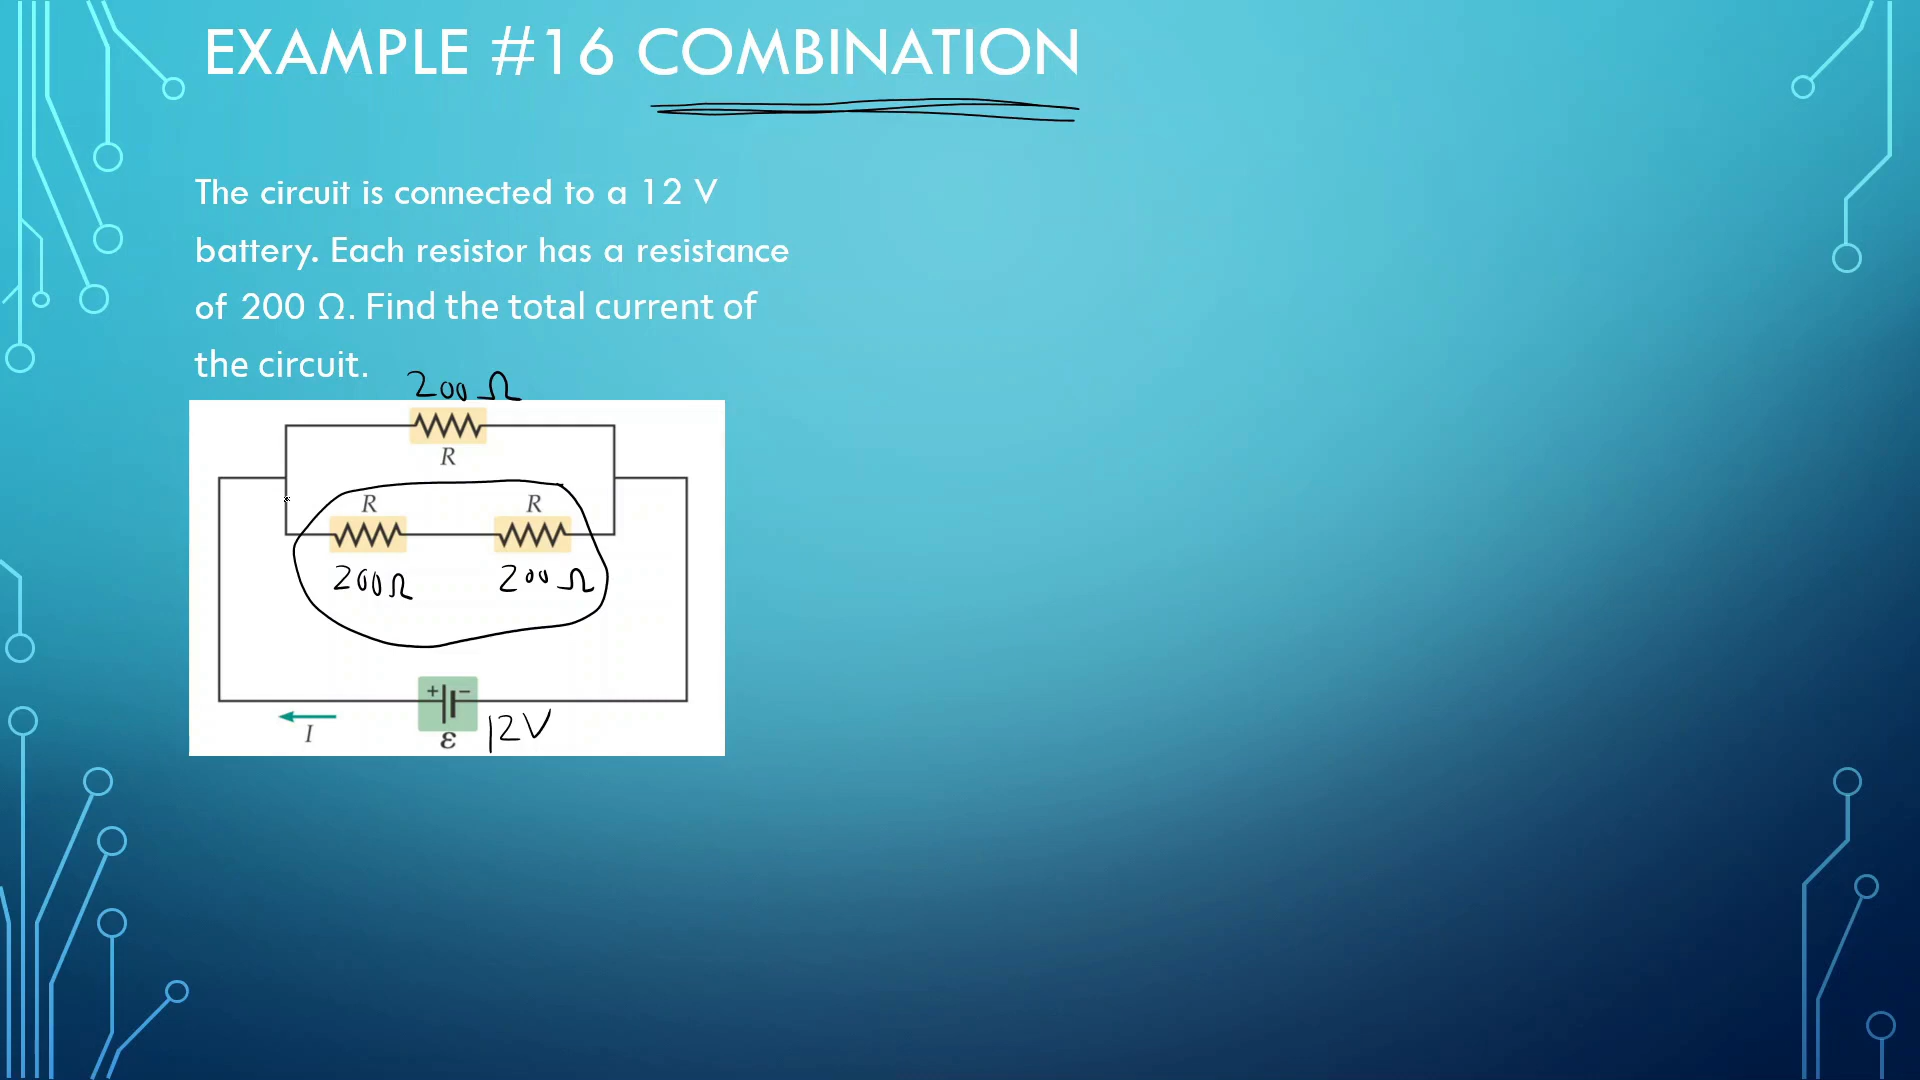 EXAMPLE #16 COMBINATION
The circuit is connected to a 12 V
battery. Each resistor has a resistance
of 200 Ω. Find the total current of
the circuit.
200 Ω
R
R R
200Ω 200 Ω
+ −
I ε 12V